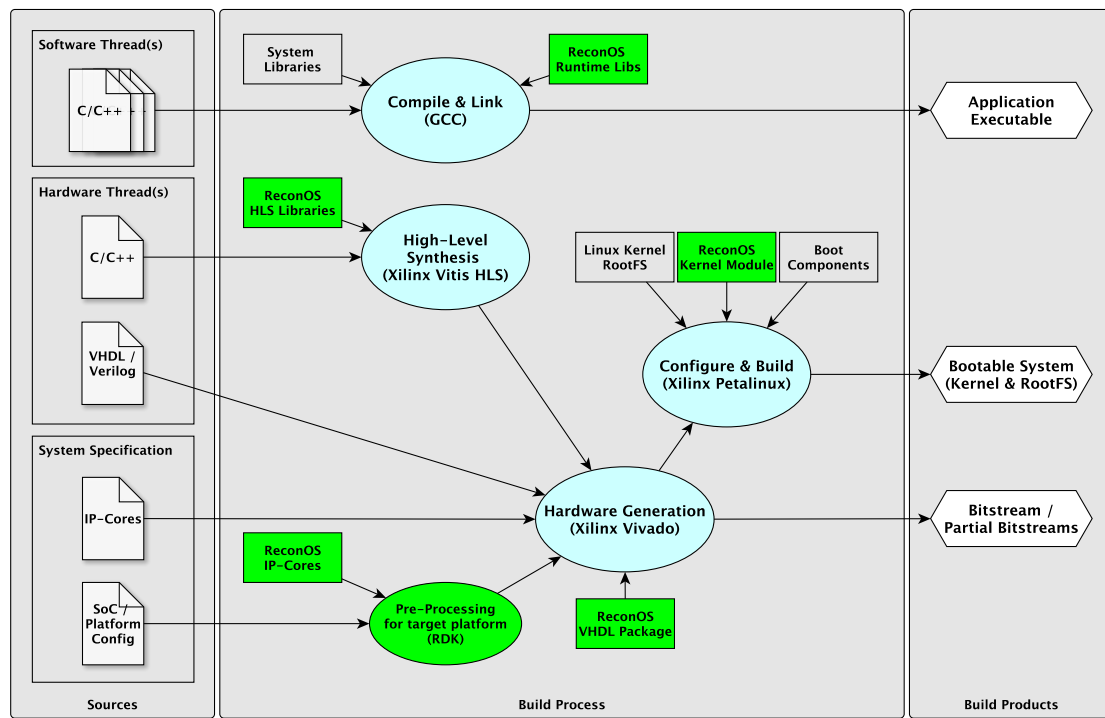 Software Thread(s)
C/C++
System
Libraries
ReconOS
Runtime Libs
Compile & Link
(GCC)
Application
Executable
Hardware Thread(s)
C/C++
VHDL /
Verilog
ReconOS
HLS Libraries
High-Level
Synthesis
(Xilinx Vitis HLS)
Linux Kernel
RootFS
ReconOS
Kernel Module
Boot
Components
Configure & Build
(Xilinx Petalinux)
Bootable System
(Kernel & RootFS)
System Specification
IP-Cores
SoC /
Platform
Config
ReconOS
IP-Cores
Pre-Processing
for target platform
(RDK)
Hardware Generation
(Xilinx Vivado)
ReconOS
VHDL Package
Bitstream /
Partial Bitstreams
Sources
Build Process
Build Products